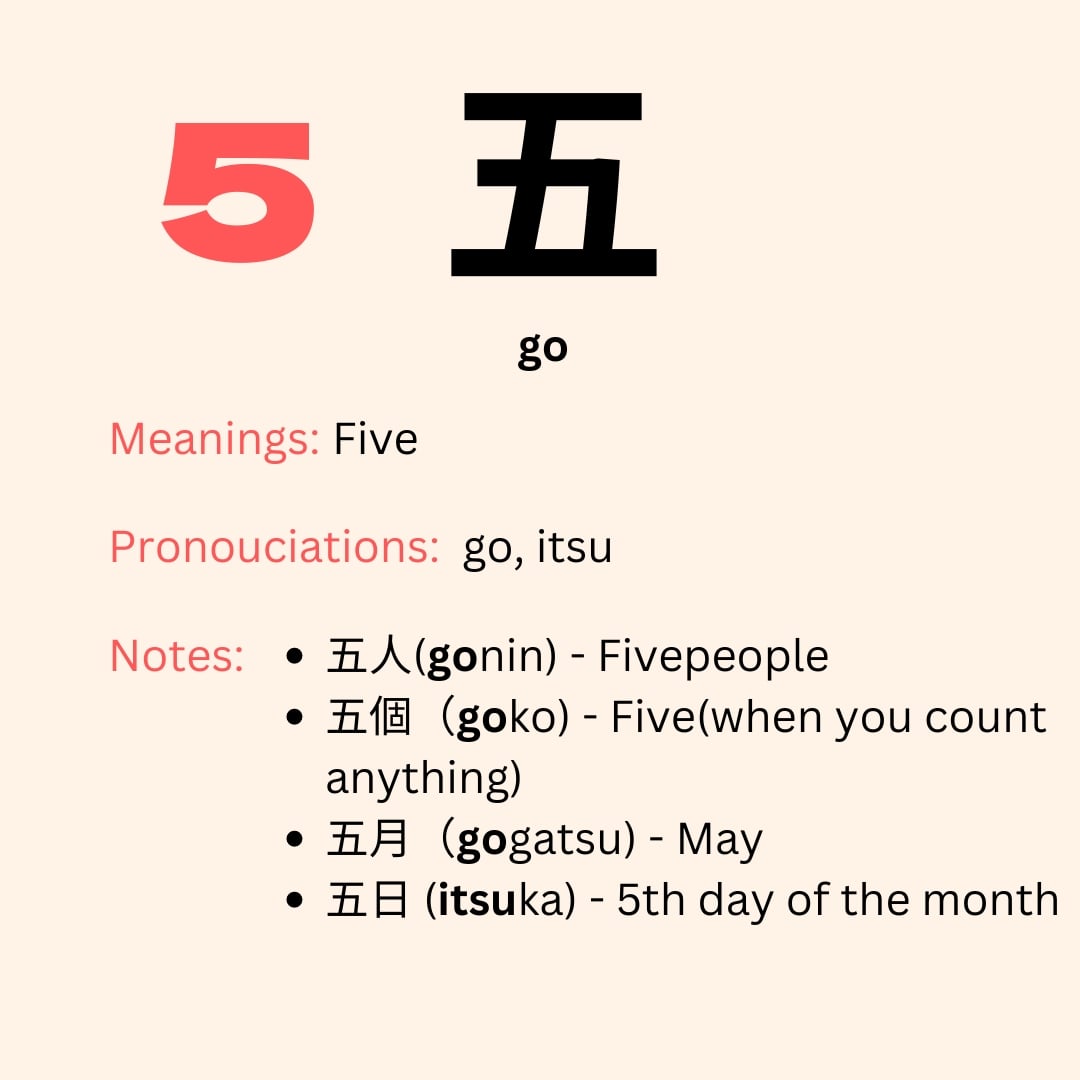 5 五
go
Meanings: Five
Pronouciations: go, itsu
Notes: • 五人(gonin) - Fivepeople
• 五個（goko) - Five(when you count
anything)
• 五月（gogatsu) - May
• 五日 (itsuka) - 5th day of the month